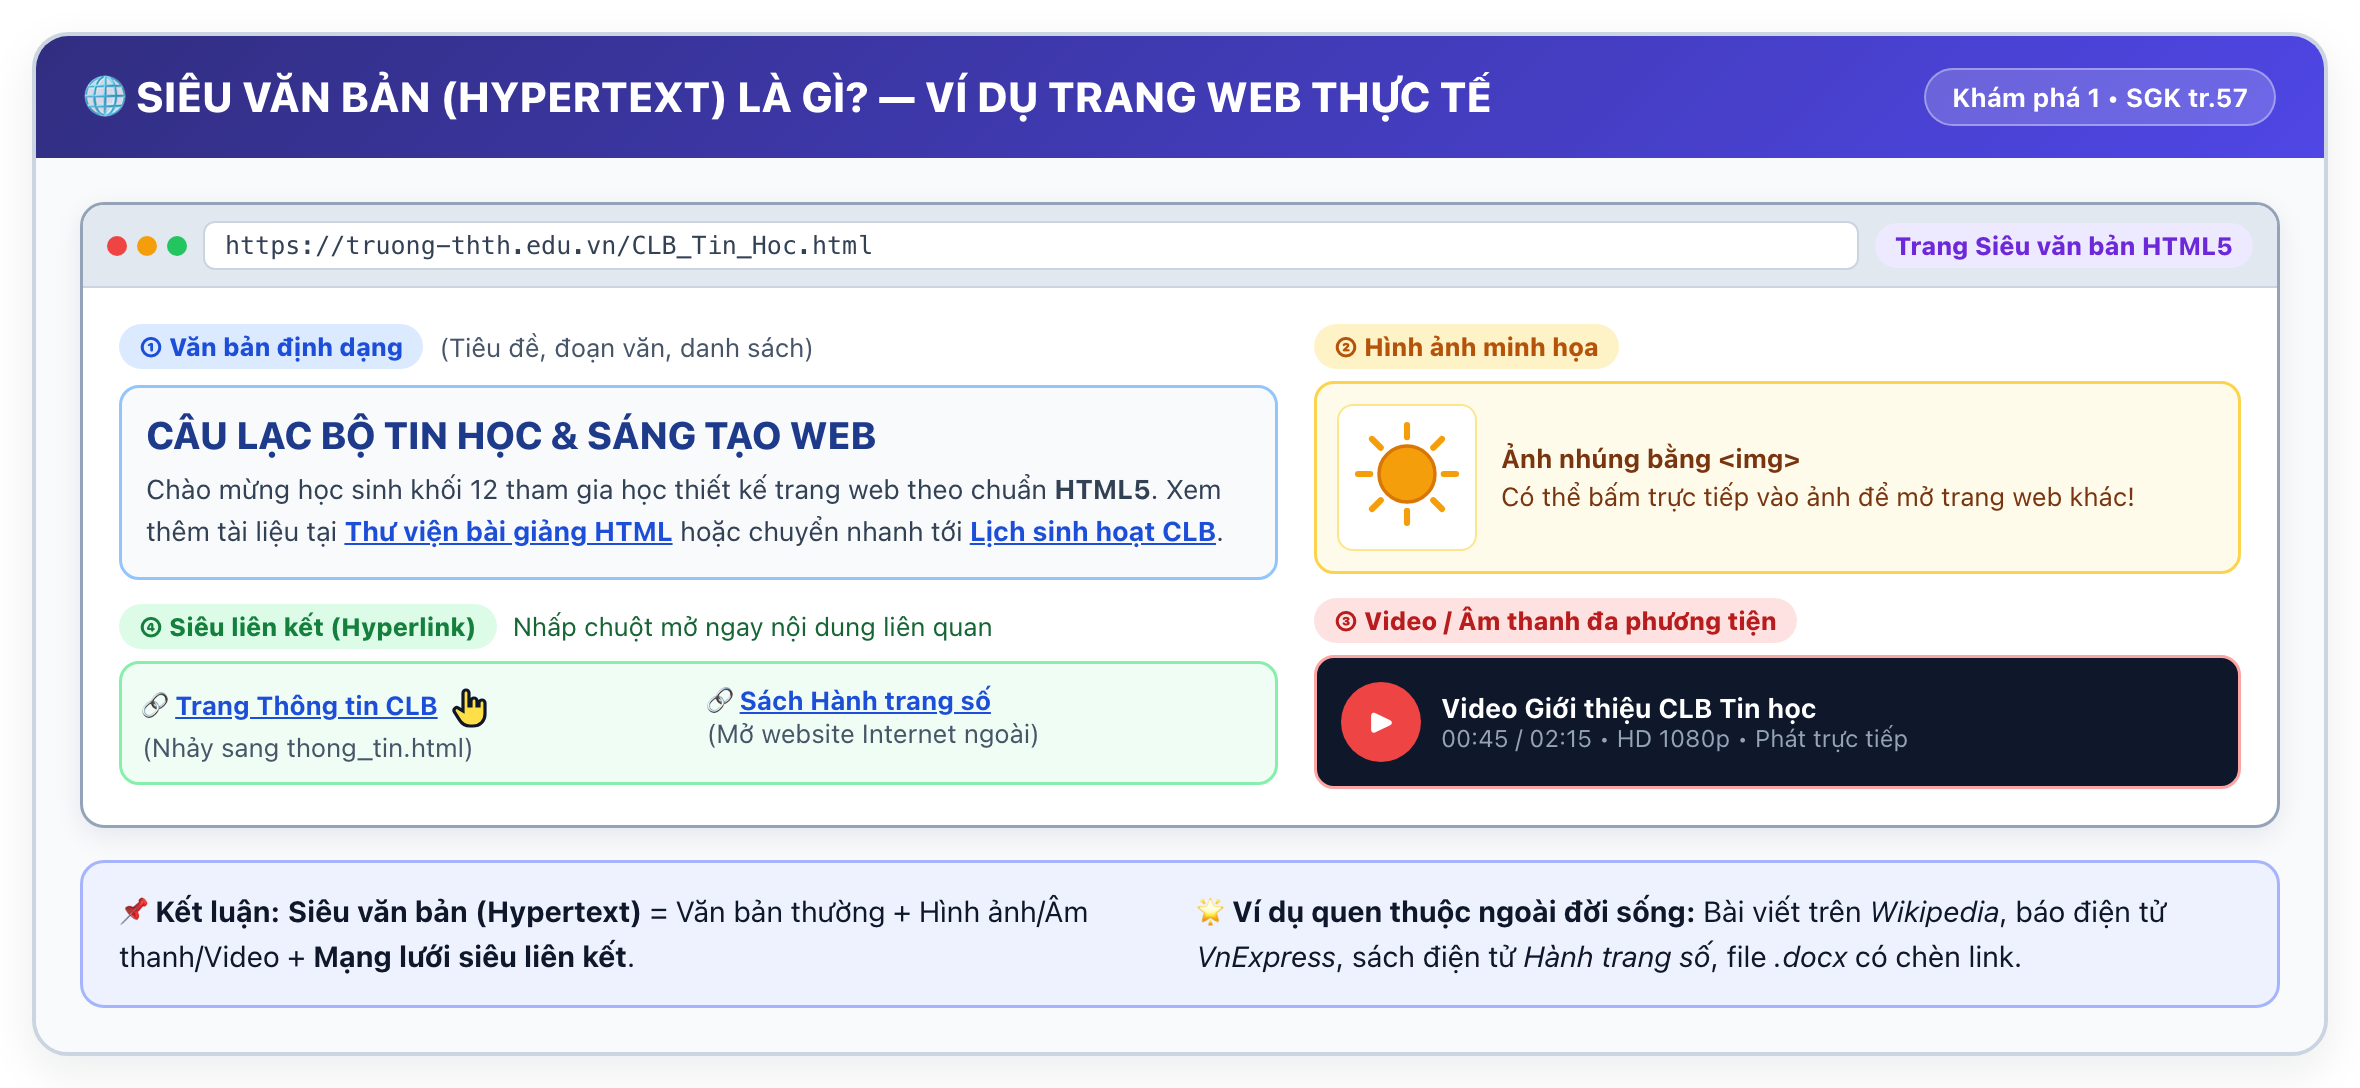 🌐 SIÊU VĂN BẢN (HYPERTEXT) LÀ GÌ? — VÍ DỤ TRANG WEB THỰC TẾ
Khám phá 1 • SGK tr.57
https://truong-thth.edu.vn/CLB_Tin_Hoc.html
Trang Siêu văn bản HTML5
① Văn bản định dạng (Tiêu đề, đoạn văn, danh sách)
CÂU LẠC BỘ TIN HỌC & SÁNG TẠO WEB
Chào mừng học sinh khối 12 tham gia học thiết kế trang web theo chuẩn HTML5. Xem
thêm tài liệu tại Thư viện bài giảng HTML hoặc chuyển nhanh tới Lịch sinh hoạt CLB.
② Hình ảnh minh họa
Ảnh nhúng bằng <img>
Có thể bấm trực tiếp vào ảnh để mở trang web khác!
④ Siêu liên kết (Hyperlink) Nhấp chuột mở ngay nội dung liên quan
🔗 Trang Thông tin CLB
(Nhảy sang thong_tin.html)
🔗 Sách Hành trang số
(Mở website Internet ngoài)
③ Video / Âm thanh đa phương tiện
Video Giới thiệu CLB Tin học
00:45 / 02:15 • HD 1080p • Phát trực tiếp
📌 Kết luận: Siêu văn bản (Hypertext) = Văn bản thường + Hình ảnh/Âm
thanh/Video + Mạng lưới siêu liên kết.
🌟 Ví dụ quen thuộc ngoài đời sống: Bài viết trên Wikipedia, báo điện tử
VnExpress, sách điện tử Hành trang số, file .docx có chèn link.